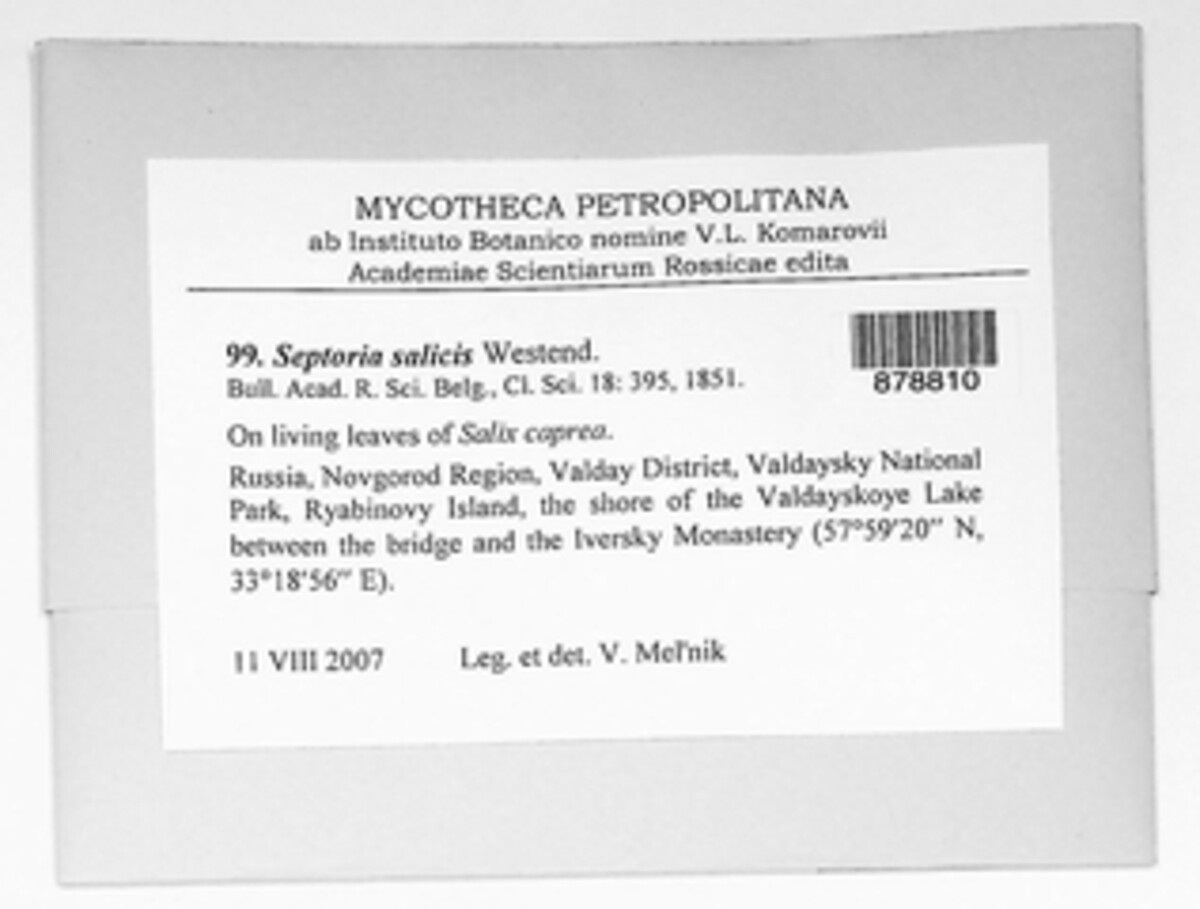 MYCOTHECA PETROPOLITANA
ab Instituto Botanico nomine V.L. Komarovii
Academiae Scientiarum Rossicae edita
99. Septoria salicis Westend.
Bull. Acad. R. Sci. Belg., Cl. Sci. 18: 395, 1851.
878810
On living leaves of Salix caprea.
Russia, Novgorod Region, Valday District, Valdaysky National
Park, Ryabinovy Island, the shore of the Valdayskoye Lake
between the bridge and the Iversky Monastery (57°59'20" N,
33°18'56" E).
11 VIII 2007 Leg. et det. V. Mel'nik